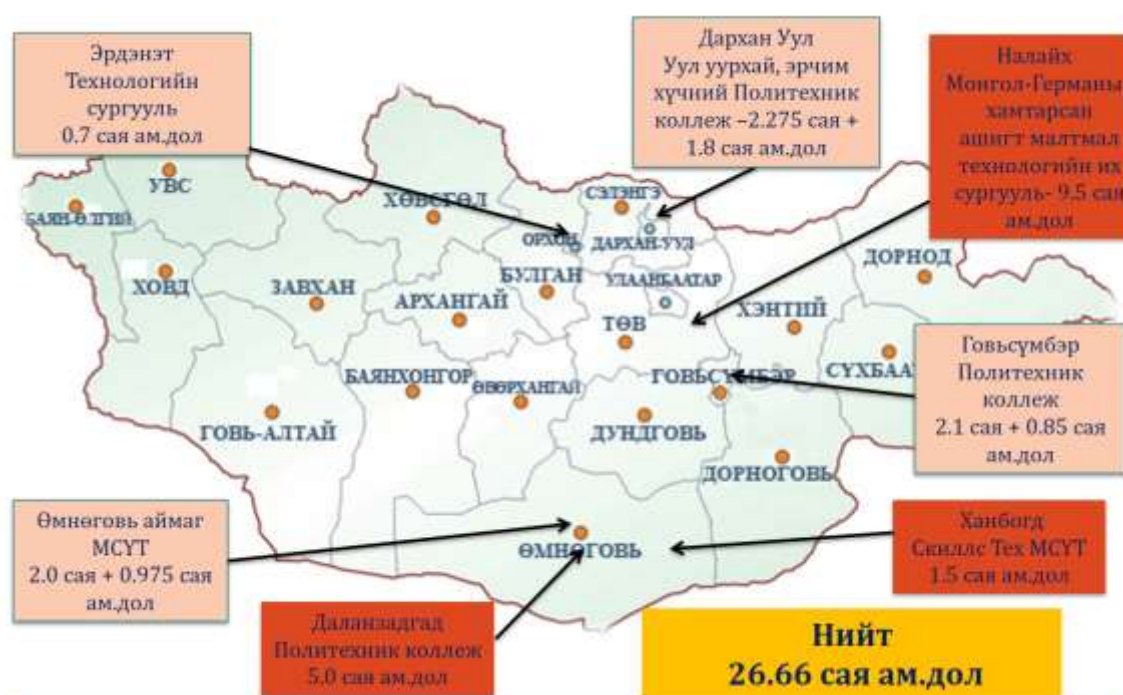 Эрдэнэт
Технологийн
сургууль
0.7 сая ам.дол
Дархан Уул
Уул уурхай, эрчим
хүчний Политехник
коллеж –2.275 сая +
1.8 сая ам.дол
Налайх
Монгол-Германы
хамтарсан
ашигт малтмал
технологийн их
сургууль- 9.5 сая
ам.дол
УВС
БАЯН-ӨЛГИЙ
ХОВД
ХӨВСГӨЛ
ЗАВХАН
АРХАНГАЙ
БУЛГАН
ОРХОН
СЭЛЭНГЭ
ДАРХАН-УУЛ
УЛААНБААТАР
ТӨВ
ХЭНТИЙ
ДОРНОД
СҮХБАА
БАЯНХОНГОР
ӨВӨРХАНГАЙ
ГОВЬСҮМБЭР
ГОВЬ-АЛТАЙ
ДУНДГОВЬ
ДОРНОГОВЬ
ӨМНӨГОВЬ
Говьсүмбэр
Политехник
коллеж
2.1 сая + 0.85 сая
ам.дол
Өмнөговь аймаг
МСҮТ
2.0 сая + 0.975 сая
ам.дол
Даланзадгад
Политехник коллеж
5.0 сая ам.дол
Ханбогд
Скиллс Тех МСҮТ
1.5 сая ам.дол
Нийт
26.66 сая ам.дол